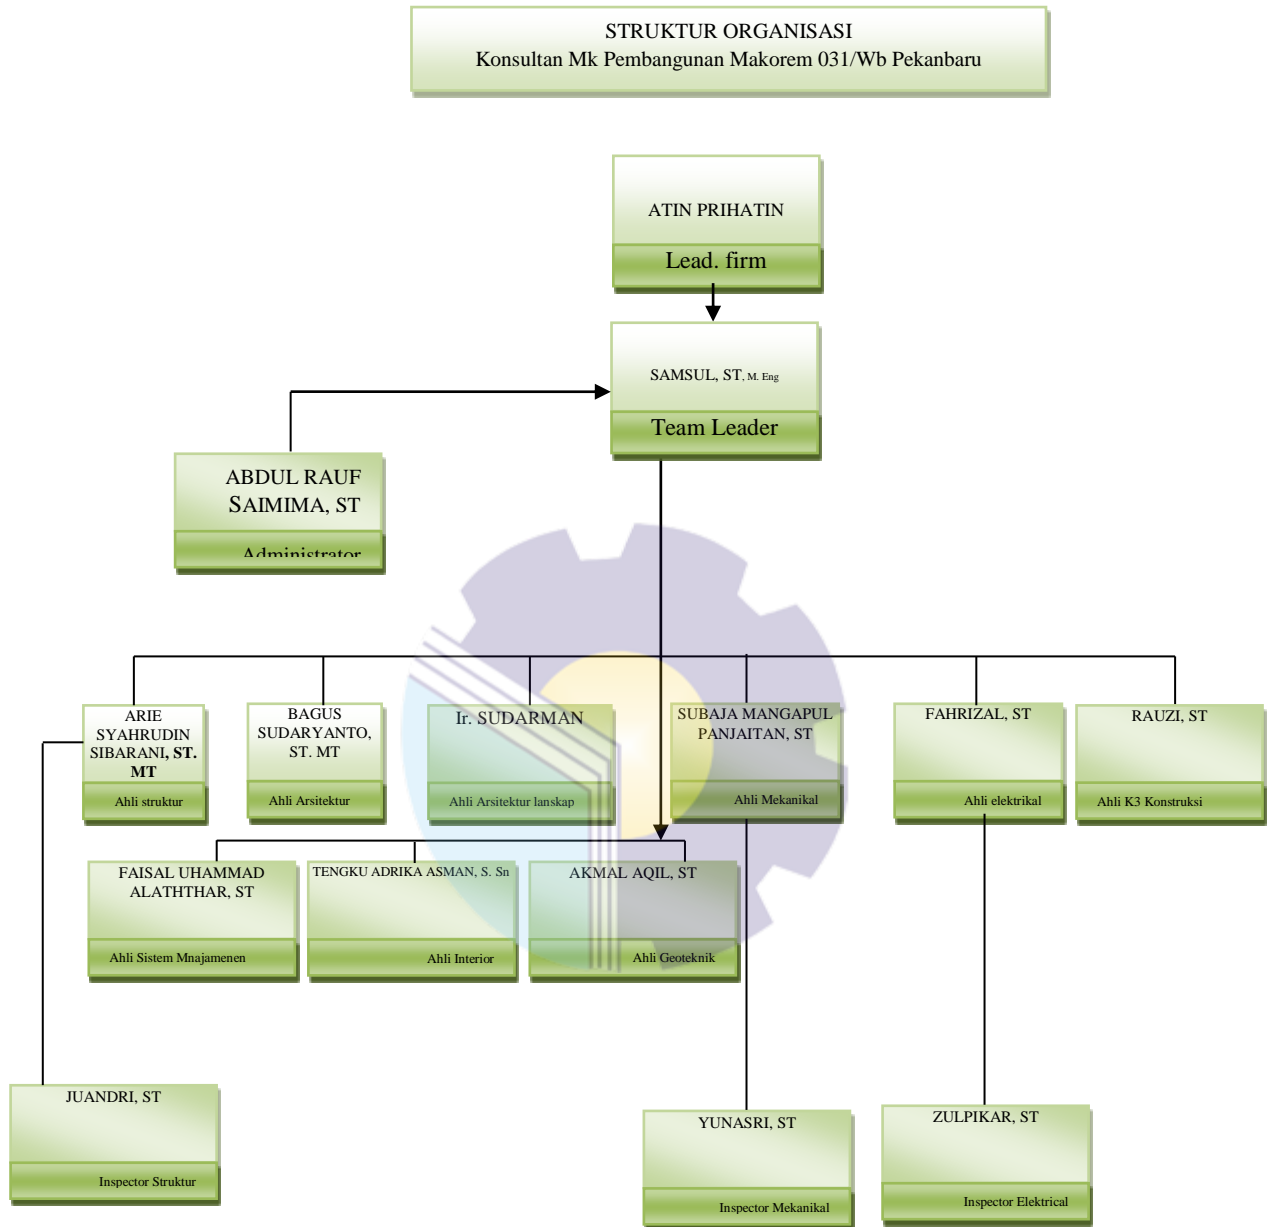 STRUKTUR ORGANISASI
Konsultan Mk Pembangunan Makorem 031/Wb Pekanbaru
ATIN PRIHATIN
Lead. firm
SAMSUL, ST, M. Eng
Team Leader
ABDUL RAUF
SAIMIMA, ST
Administrator
ARIE
SYAHRUDIN
SIBARANI, ST.
MT
Ahli struktur
BAGUS
SUDARYANTO,
ST. MT
Ahli Arsitektur
Ir. SUDARMAN
Ahli Arsitektur lanskap
SUBAJA MANGAPUL
PANJAITAN, ST
Ahli Mekanikal
FAHRIZAL, ST
Ahli elektrikal
RAUZI, ST
Ahli K3 Konstruksi
FAISAL UHAMMAD
ALATHTHAR, ST
Ahli Sistem Mnajamenen
TENGKU ADRIKA ASMAN, S. Sn
Ahli Interior
AKMAL AQIL, ST
Ahli Geoteknik
JUANDRI, ST
Inspector Struktur
YUNASRI, ST
Inspector Mekanikal
ZULPIKAR, ST
Inspector Elektrical